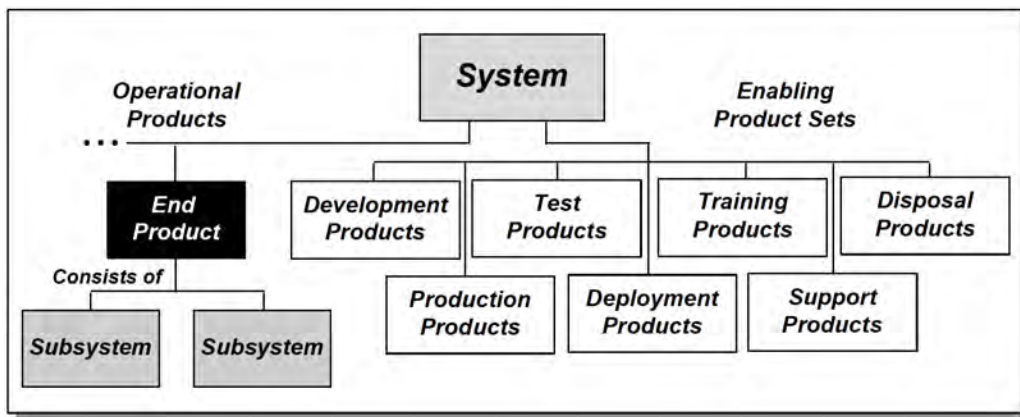 System
Operational
Products
Enabling
Product Sets
...
End
Product
Development
Products
Test
Products
Training
Products
Disposal
Products
Consists of
Production
Products
Deployment
Products
Support
Products
Subsystem
Subsystem